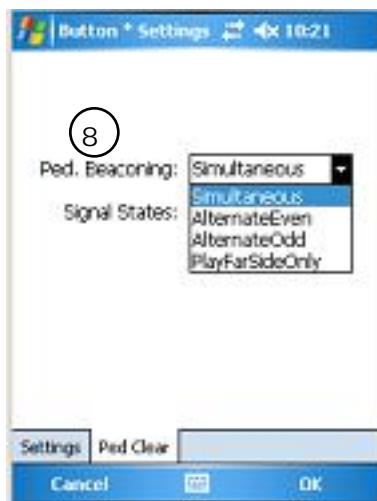 Button * Settings 10:21
8
Ped. Beaconing: Simultaneous
Simultaneous
Signal States:
AlternateEven
AlternateOdd
PlayFarSideOnly
Settings Ped Clear
Cancel OK